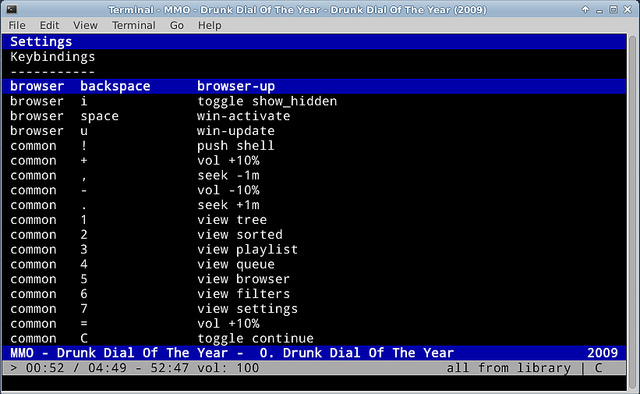 Terminal - MMO - Drunk Dial Of The Year - Drunk Dial Of The Year (2009)
File Edit View Terminal Go Help
Settings
Keybindings
-----------
browser backspace browser-up
browser i toggle show_hidden
browser space win-activate
browser u win-update
common ! push shell
common + vol +10%
common , seek -1m
common - vol -10%
common . seek +1m
common 1 view tree
common 2 view sorted
common 3 view playlist
common 4 view queue
common 5 view browser
common 6 view filters
common 7 view settings
common = vol +10%
common C toggle continue
MMO - Drunk Dial Of The Year - 0. Drunk Dial Of The Year 2009
> 00:52 / 04:49 - 52:47 vol: 100 all from library | C